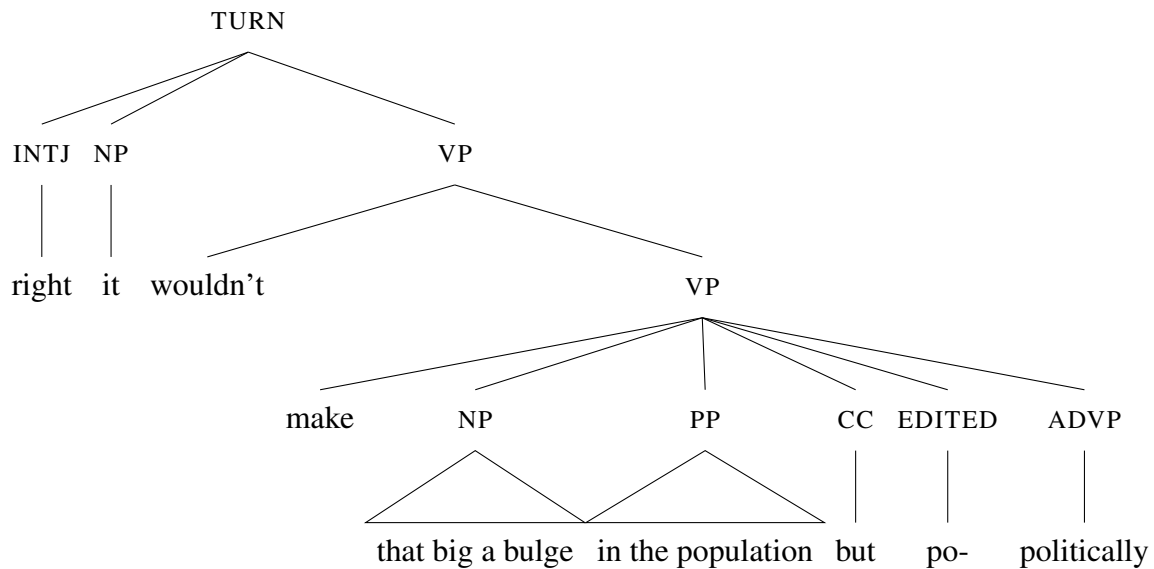 TURN
INTJ NP VP
right it wouldn't VP
make NP PP CC EDITED ADVP
that big a bulge in the population but po- politically